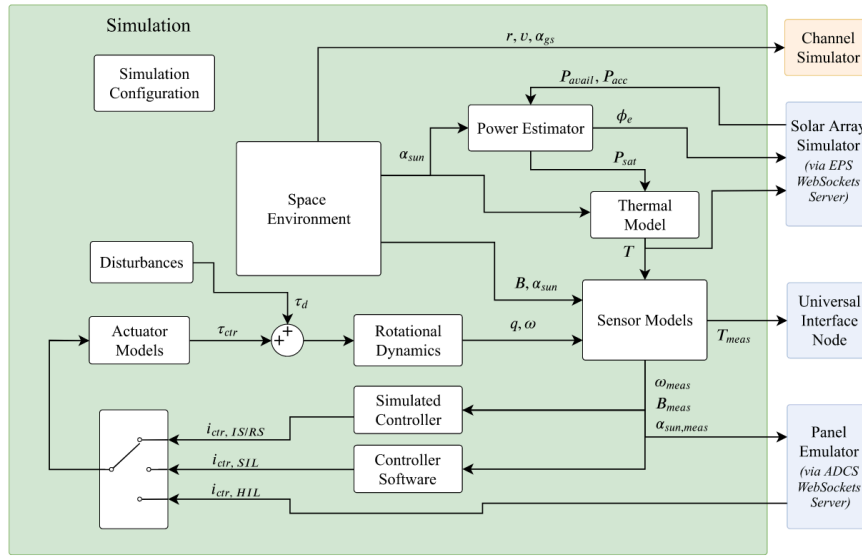 Simulation
Simulation
Configuration
r, v, α_gs
Channel
Simulator
P_avail, P_acc
Power Estimator
ϕ_e
Solar Array
Simulator
(via EPS
WebSockets
Server)
α_sun
P_sat
Space
Environment
Thermal
Model
T
Disturbances
τ_d
B, α_sun
Sensor Models
Universal
Interface
Node
T_meas
Actuator
Models
τ_ctr
+
+
Rotational
Dynamics
q, ω
ω_meas
B_meas
α_sun,meas
Simulated
Controller
i_ctr, IS/RS
Controller
Software
i_ctr, SIL
i_ctr, HIL
Panel
Emulator
(via ADCS
WebSockets
Server)